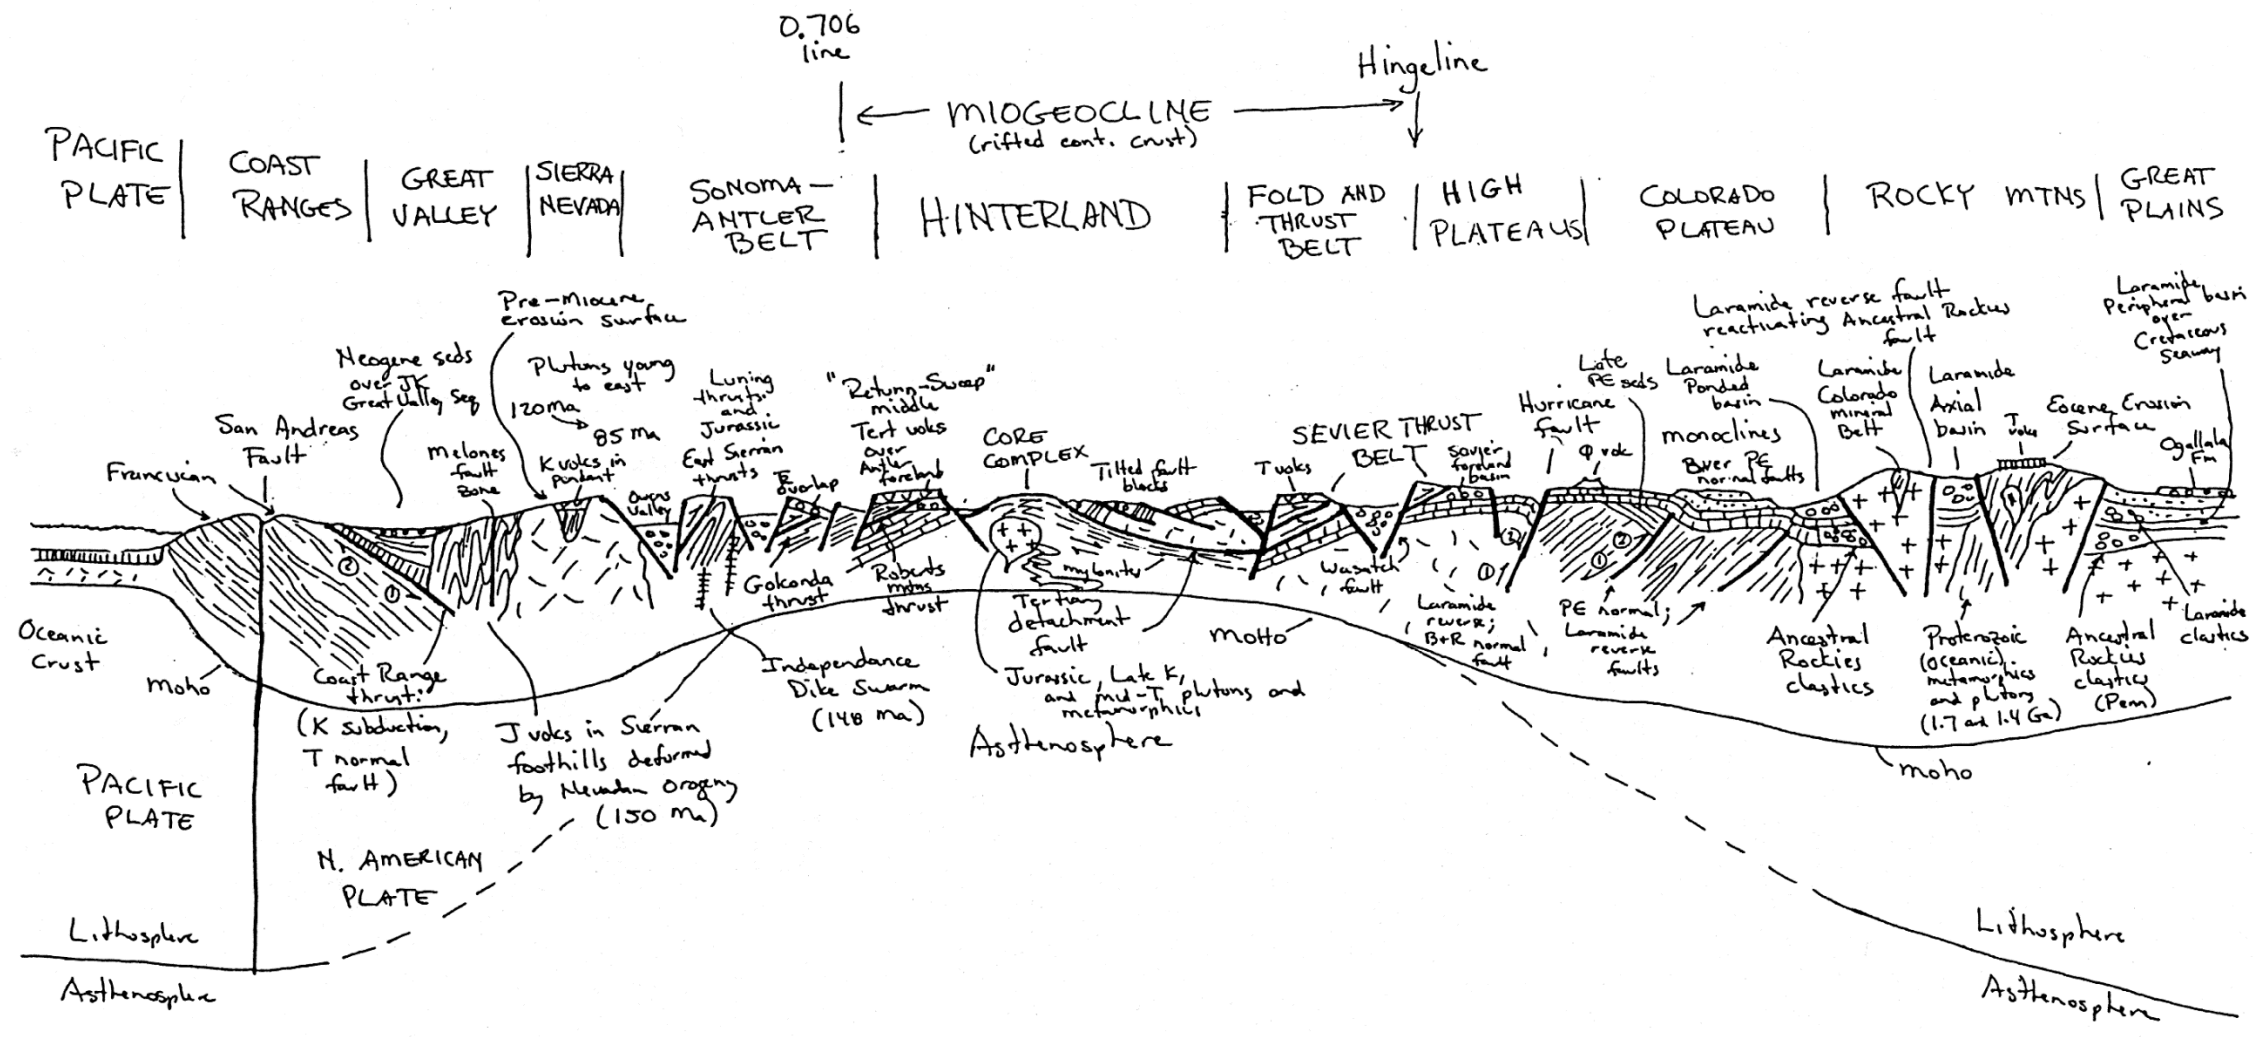 0.706
line
Hingeline
MIOGEOCLINE
(rifted cont. crust)
PACIFIC
PLATE
COAST
RANGES
GREAT
VALLEY
SIERRA
NEVADA
SONOMA-
ANTLER
BELT
HINTERLAND
FOLD AND
THRUST
BELT
HIGH
PLATEAUS
COLORADO
PLATEAU
ROCKY MTNS
GREAT
PLAINS
Franciscan
San Andreas
Fault
Neogene seds
over JK
Great Valley Seq
Melones
fault
zone
Pre-Miocene
erosion surface
Plutons young
to east
120 Ma
85 Ma
K volcs in
pendant
Owens
Valley
Luning
thrusts
and
Jurassic
East Sierran
thrusts
"Return-Sweep"
middle
Tert volcs
over
Antler
foreland
overlap
CORE
COMPLEX
Tilted fault
blocks
T volcs
SEVIER THRUST
BELT
Sevier
foreland
basin
Hurricane
fault
Late
PE seds
Q volc
Laramide
Ponded
basin
monoclines
over PE
normal faults
Laramide reverse fault
reactivating Ancestral Rockies
fault
Laramide
Colorado
Mineral
Belt
Laramide
Axial
basin
T
volcs
Eocene Erosion
Surface
Laramide
Peripheral basin
over
Cretaceous
Seaway
Ogallala
Fm
2
1
Golconda
thrust
Roberts
mtns
thrust
mylonites
Tertiary
detachment
fault
Jurassic, Late K,
and mid-T plutons and
metamorphics
Wasatch
fault
2
1
Laramide
reverse;
B+R normal
fault
1
2
PE normal;
Laramide
reverse
faults
Ancestral
Rockies
clastics
Proterozoic
(oceanic)
metamorphics
and plutons
(1.7 and 1.4 Ga)
Ancestral
Rockies
clastics
(Penn)
Laramide
clastics
Oceanic
Crust
Moho
Coast Range
thrust:
(K subduction,
T normal
fault)
J volcs in Sierran
foothills deformed
by Nevadan Orogeny
(150 Ma)
Independance
Dike Swarm
(148 Ma)
MOHO
Asthenosphere
Moho
PACIFIC
PLATE
N. AMERICAN
PLATE
Lithosphere
Asthenosphere
Lithosphere
Asthenosphere